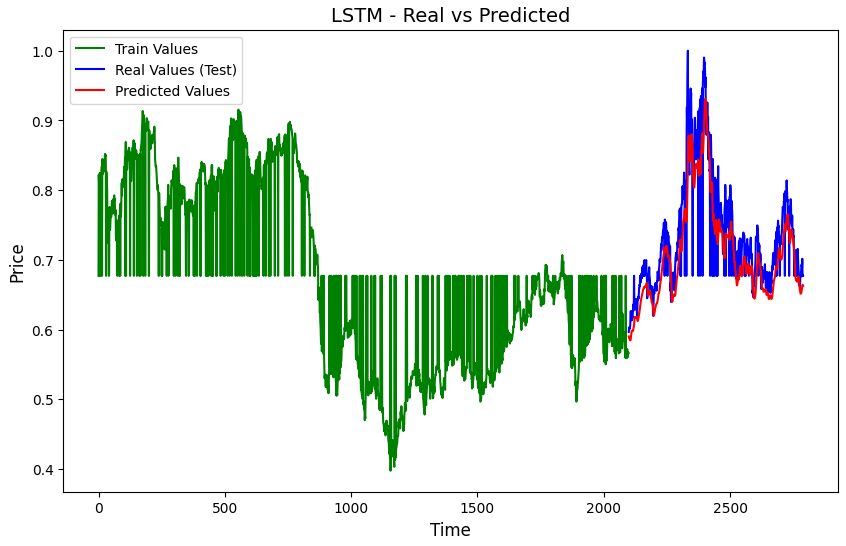 LSTM - Real vs Predicted
Train Values
Real Values (Test)
Predicted Values
1.0
0.9
0.8
0.7
0.6
0.5
0.4
Price
0 500 1000 1500 2000 2500
Time